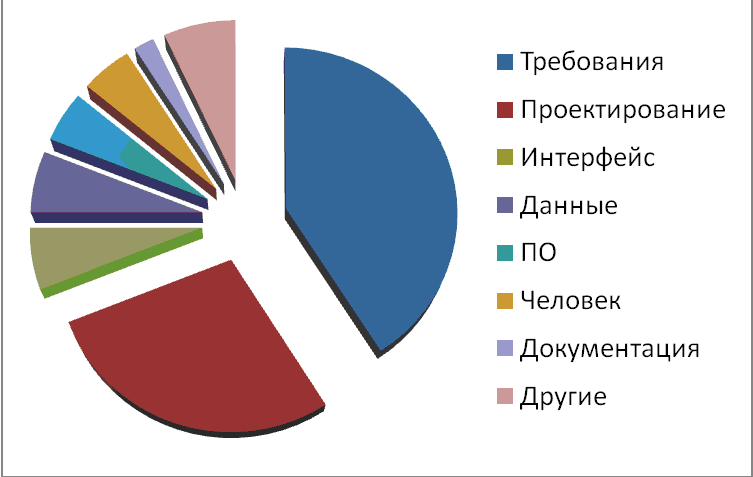 Требования
Проектирование
Интерфейс
Данные
ПО
Человек
Документация
Другие